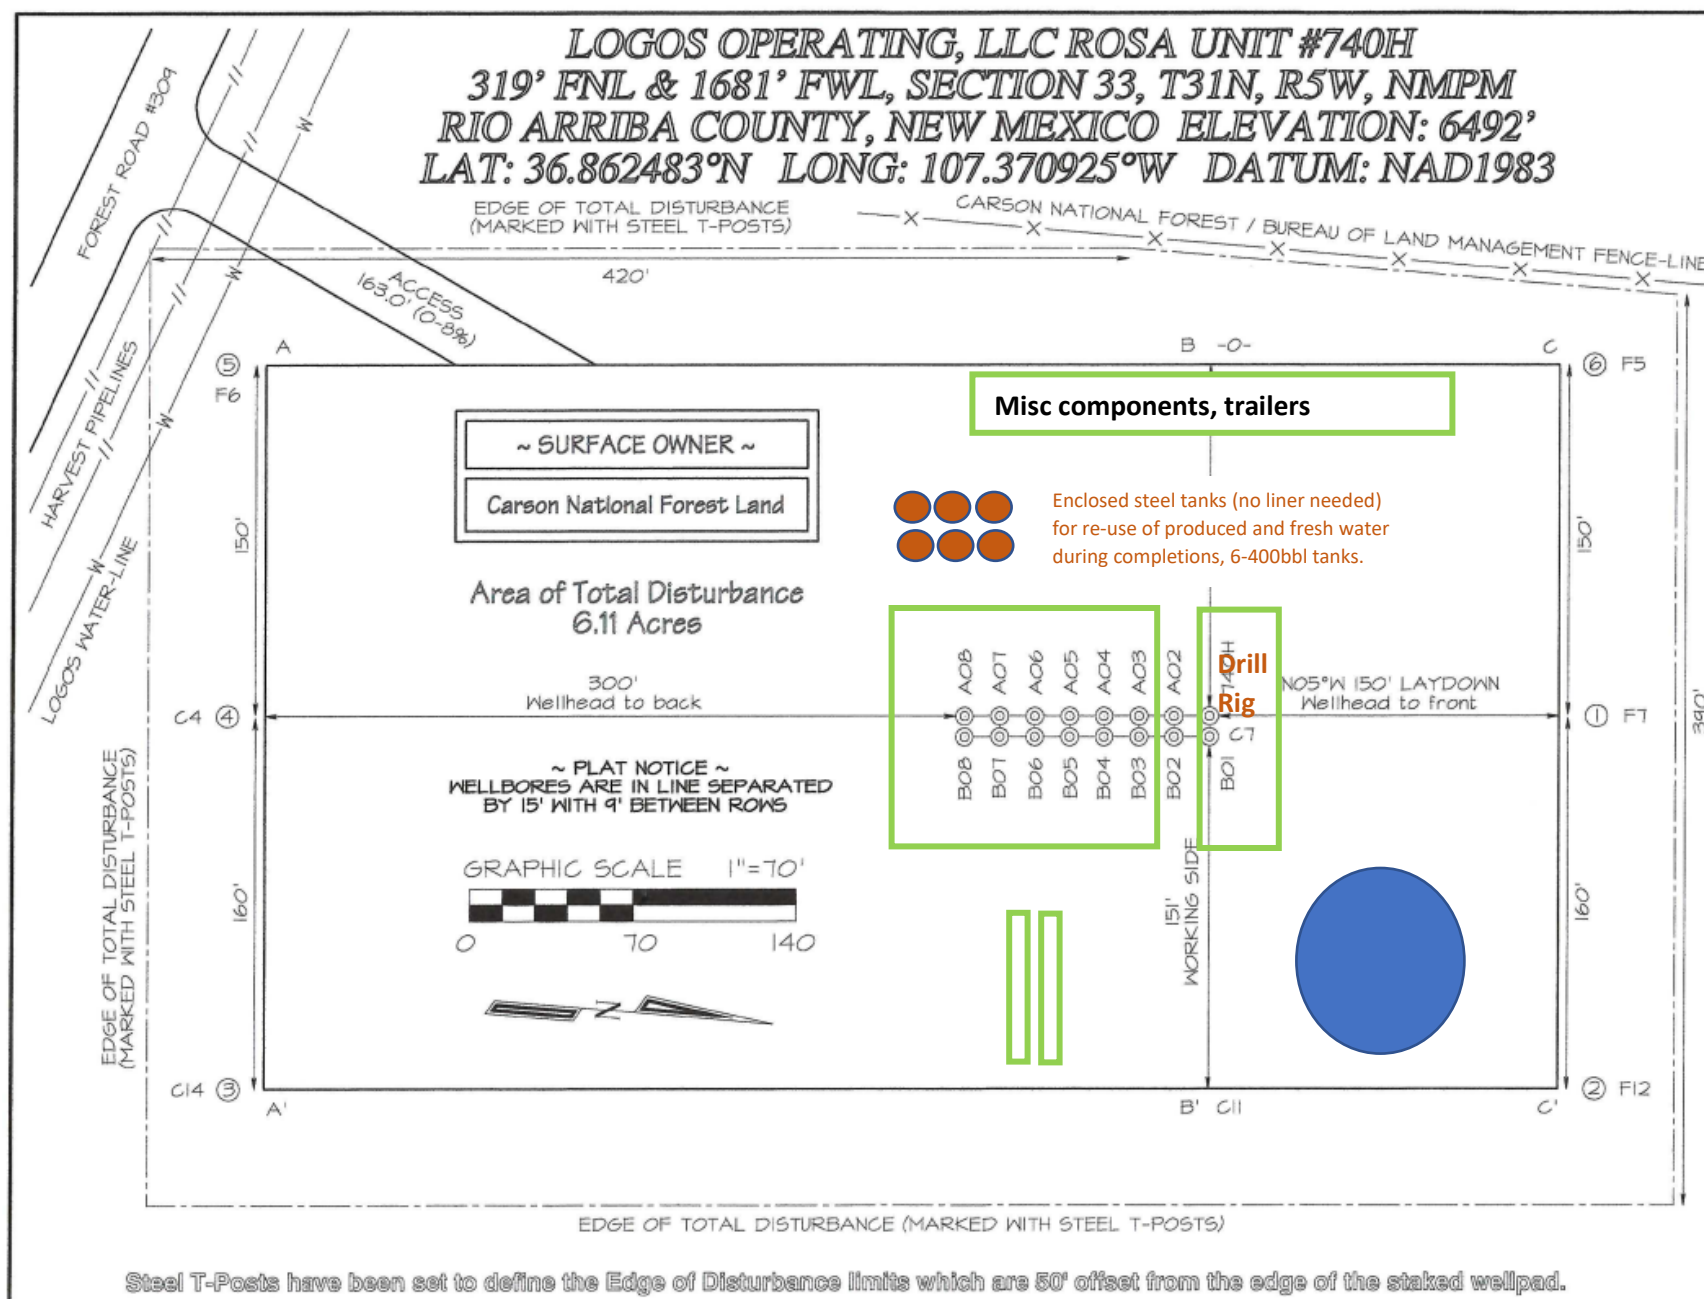 LOGOS OPERATING, LLC ROSA UNIT #740H
319' FNL & 1681' FWL, SECTION 33, T31N, R5W, NMPM
RIO ARRIBA COUNTY, NEW MEXICO ELEVATION: 6492'
LAT: 36.862483°N LONG: 107.370925°W DATUM: NAD1983
FOREST ROAD #309
EDGE OF TOTAL DISTURBANCE
(MARKED WITH STEEL T-POSTS)
CARSON NATIONAL FOREST / BUREAU OF LAND MANAGEMENT FENCE-LINE
420'
ACCESS
163.0' (0-8%)
HARVEST PIPELINES
LOGOS WATER-LINE
A
B -0-
C
5
F6
6 F5
Misc components, trailers
~ SURFACE OWNER ~
Carson National Forest Land
Enclosed steel tanks (no liner needed)
for re-use of produced and fresh water
during completions, 6-400bbl tanks.
150'
150'
390'
Area of Total Disturbance
6.11 Acres
A08
A07
A06
A05
A04
A03
A02
740H
Drill
Rig
300'
Wellhead to back
N05°W 150' LAYDOWN
Wellhead to front
C4 4
1 F7
C7
B08
B07
B06
B05
B04
B03
B02
B01
~ PLAT NOTICE ~
WELLBORES ARE IN LINE SEPARATED
BY 15' WITH 9' BETWEEN ROWS
EDGE OF TOTAL DISTURBANCE
(MARKED WITH STEEL T-POSTS)
GRAPHIC SCALE 1"=70'
0 70 140
160'
151'
WORKING SIDE
160'
N
C14 3
A'
B' C11
C'
2 F12
EDGE OF TOTAL DISTURBANCE (MARKED WITH STEEL T-POSTS)
Steel T-Posts have been set to define the Edge of Disturbance limits which are 50' offset from the edge of the staked wellpad.